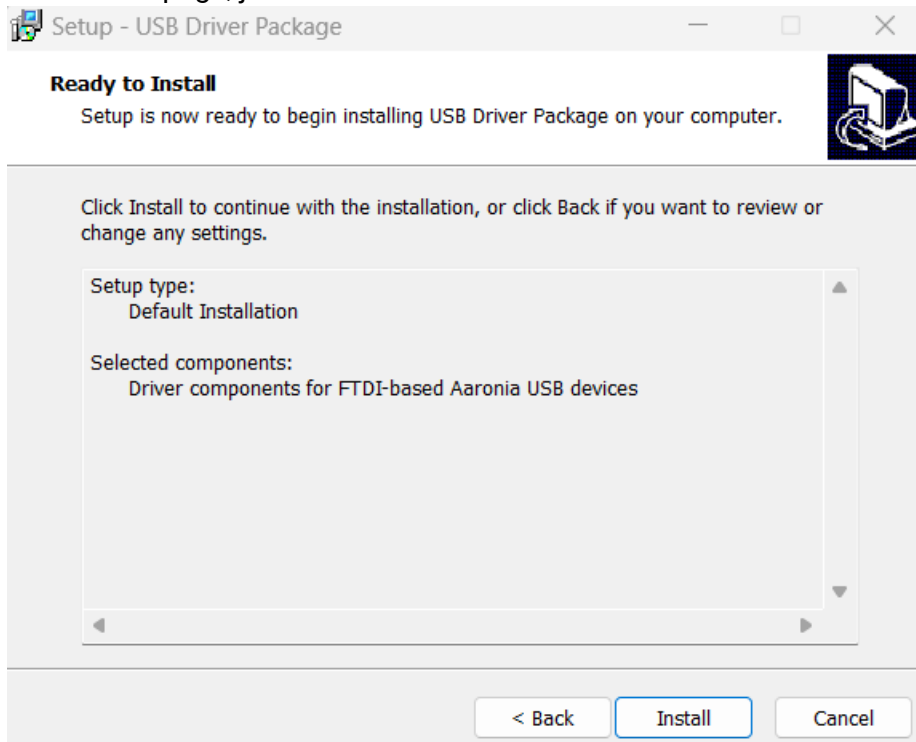 Setup - USB Driver Package
Ready to Install
Setup is now ready to begin installing USB Driver Package on your computer.
Click Install to continue with the installation, or click Back if you want to review or
change any settings.
Setup type:
Default Installation
Selected components:
Driver components for FTDI-based Aaronia USB devices
< Back
Install
Cancel